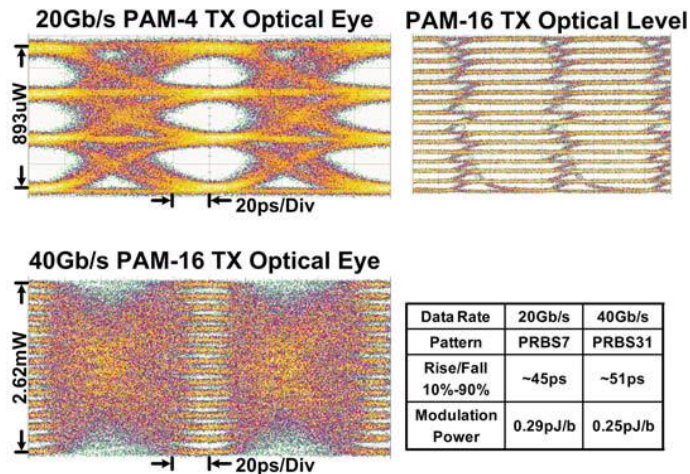 20Gb/s PAM-4 TX Optical Eye
893uW
20ps/Div
PAM-16 TX Optical Level
40Gb/s PAM-16 TX Optical Eye
2.62mW
20ps/Div
Data Rate 20Gb/s 40Gb/s
Pattern PRBS7 PRBS31
Rise/Fall
10%-90% ~45ps ~51ps
Modulation
Power 0.29pJ/b 0.25pJ/b